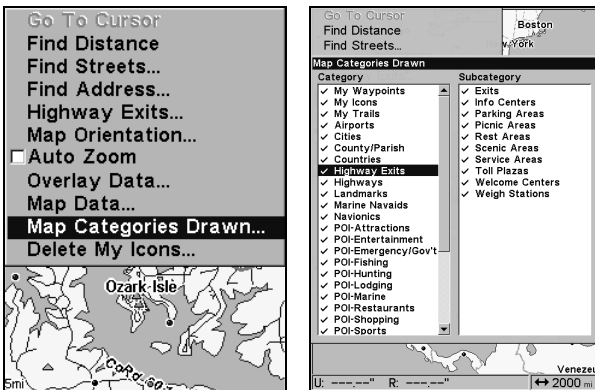 Go To Cursor
Find Distance
Find Streets...
Find Address...
Highway Exits...
Map Orientation...
Auto Zoom
Overlay Data...
Map Data...
Map Categories Drawn...
Delete My Icons...
Ozark Isle
5mi
Go To Cursor
Find Distance
Find Streets...
Boston
New York
Map Categories Drawn
Category
My Waypoints
My Icons
My Trails
Airports
Cities
County/Parish
Countries
Highway Exits
Highways
Landmarks
Marine Navaids
Navionics
POI-Attractions
POI-Entertainment
POI-Emergency/Gov't
POI-Fishing
POI-Hunting
POI-Lodging
POI-Marine
POI-Restaurants
POI-Shopping
POI-Sports
Subcategory
Exits
Info Centers
Parking Areas
Picnic Areas
Rest Areas
Scenic Areas
Service Areas
Toll Plazas
Welcome Centers
Weigh Stations
Venezue
U: ---.--" R: ---.--" ↔ 2000 mi